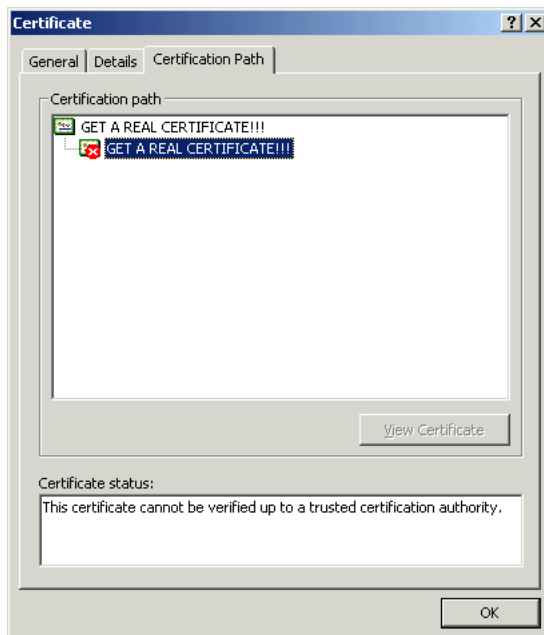 Certificate
General
Details
Certification Path
Certification path
GET A REAL CERTIFICATE!!!
GET A REAL CERTIFICATE!!!
View Certificate
Certificate status:
This certificate cannot be verified up to a trusted certification authority.
OK